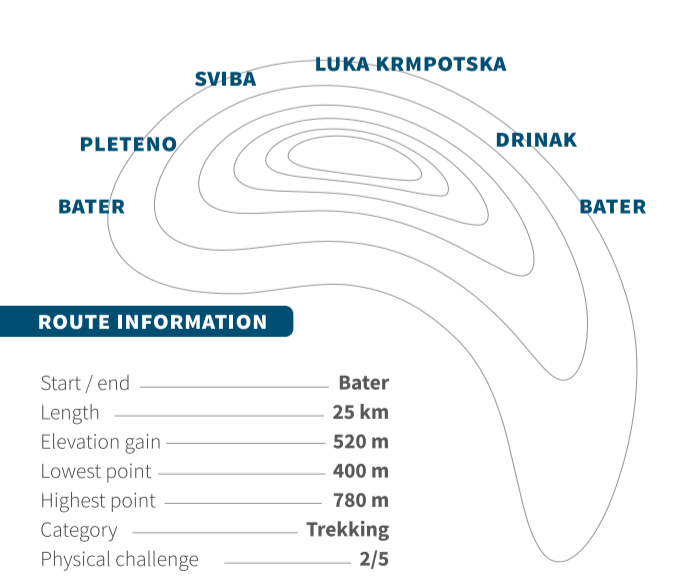 LUKA KRMPOTSKA
SVIBA
PLETENO
DRINAK
BATER
BATER
ROUTE INFORMATION
Start / end Bater
Length 25 km
Elevation gain 520 m
Lowest point 400 m
Highest point 780 m
Category Trekking
Physical challenge 2/5